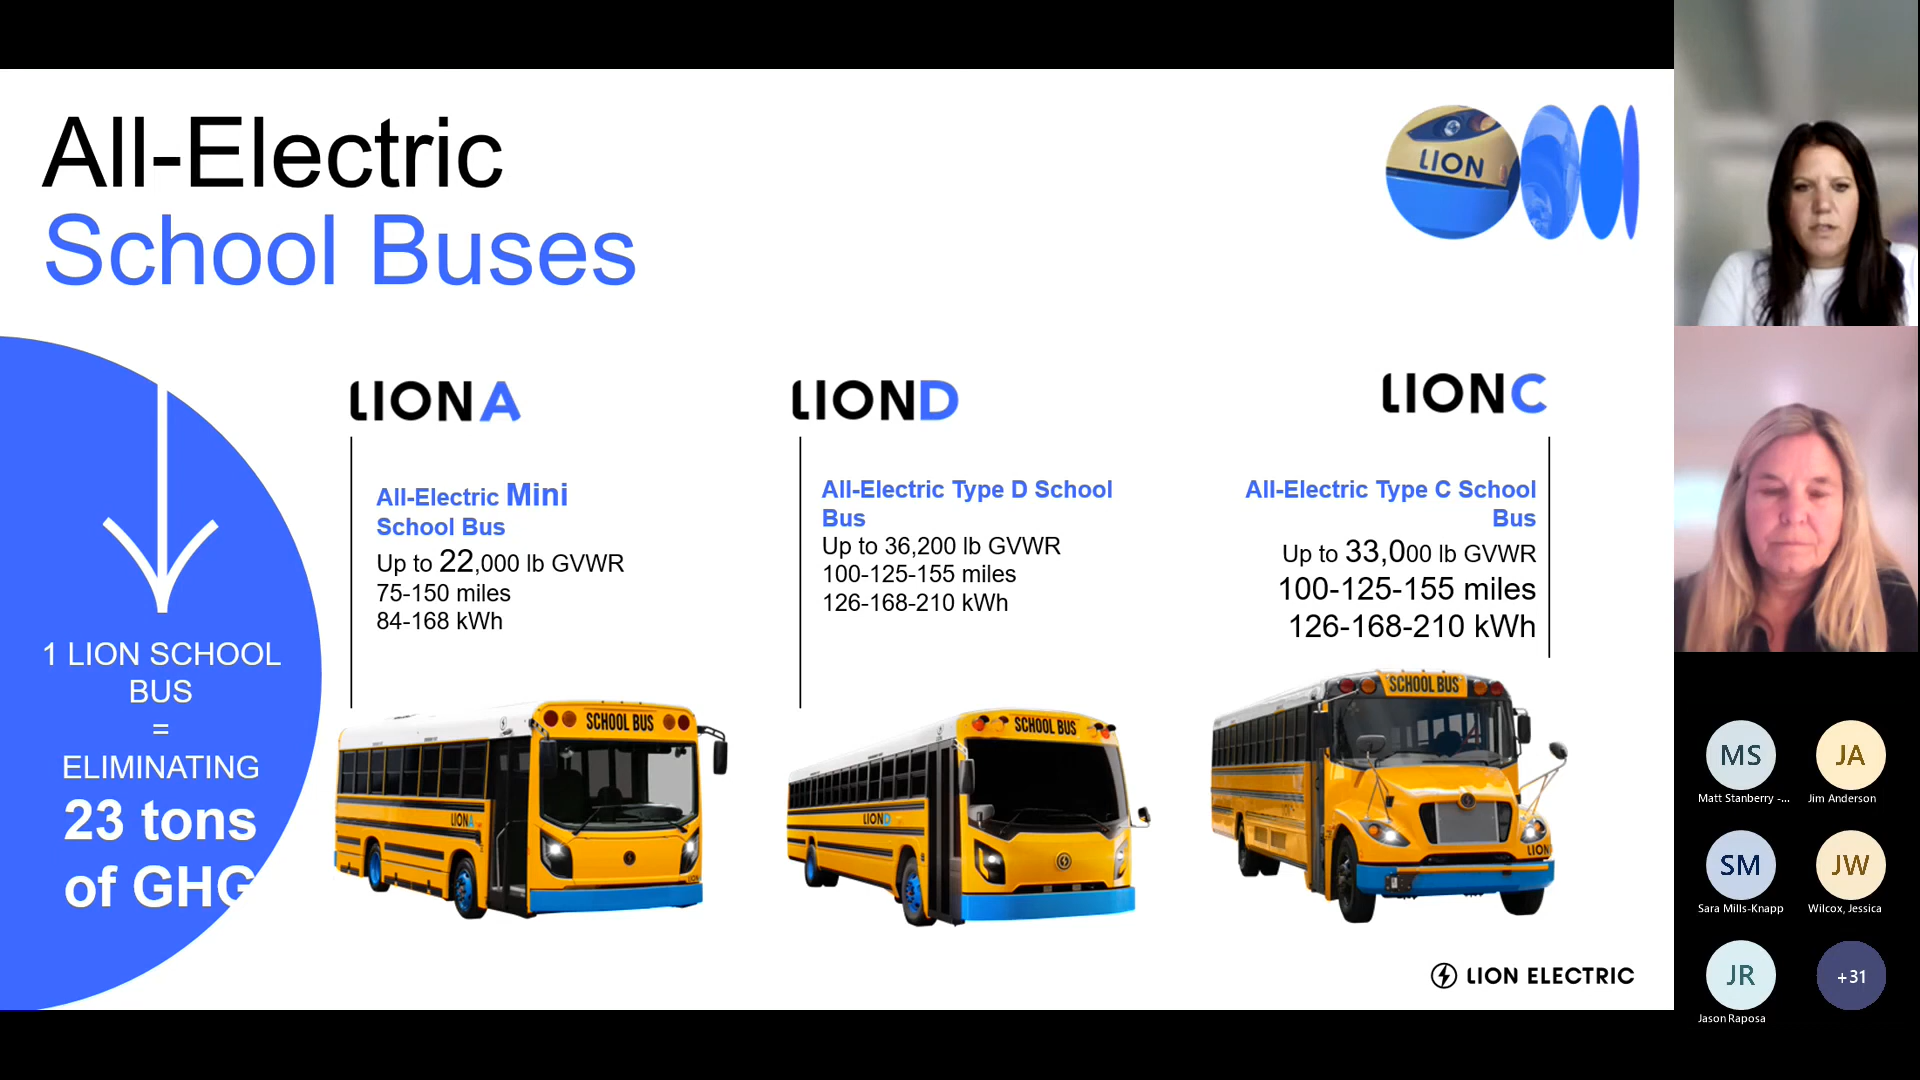 All-Electric
School Buses
LION
LIONA
All-Electric Mini
School Bus
Up to 22,000 lb GVWR
75-150 miles
84-168 kWh
LIOND
All-Electric Type D School
Bus
Up to 36,200 lb GVWR
100-125-155 miles
126-168-210 kWh
LIONC
All-Electric Type C School
Bus
Up to 33,000 lb GVWR
100-125-155 miles
126-168-210 kWh
1 LION SCHOOL
BUS
=
ELIMINATING
23 tons
of GHG
SCHOOL BUS
LIONA
SCHOOL BUS
LIOND
SCHOOL BUS
LION
LION ELECTRIC
MS
Matt Stanberry -...
JA
Jim Anderson
SM
Sara Mills-Knapp
JW
Wilcox, Jessica
JR
Jason Raposa
+31